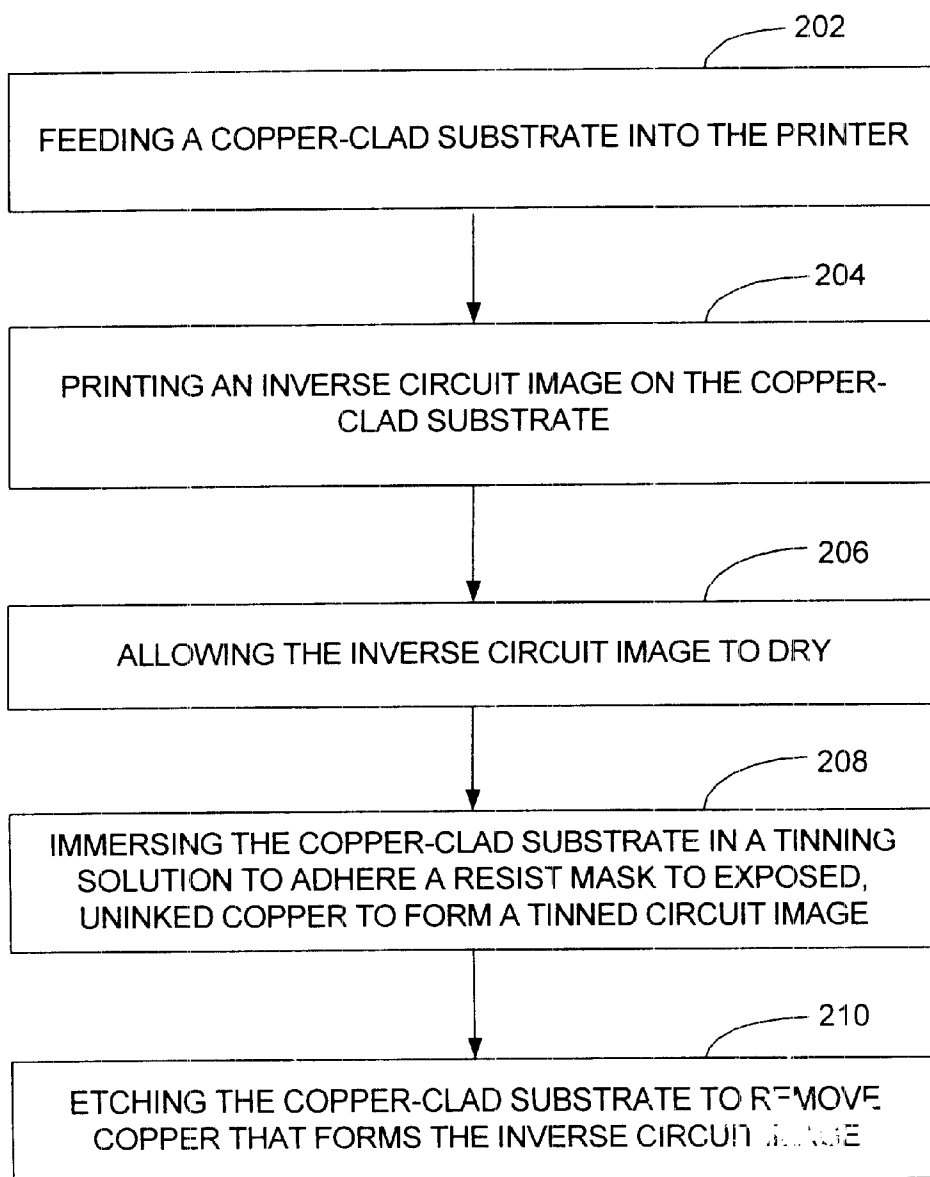 202
FEEDING A COPPER-CLAD SUBSTRATE INTO THE PRINTER
204
PRINTING AN INVERSE CIRCUIT IMAGE ON THE COPPER-
CLAD SUBSTRATE
206
ALLOWING THE INVERSE CIRCUIT IMAGE TO DRY
208
IMMERSING THE COPPER-CLAD SUBSTRATE IN A TINNING
SOLUTION TO ADHERE A RESIST MASK TO EXPOSED,
UNINKED COPPER TO FORM A TINNED CIRCUIT IMAGE
210
ETCHING THE COPPER-CLAD SUBSTRATE TO REMOVE
COPPER THAT FORMS THE INVERSE CIRCUIT IMAGE